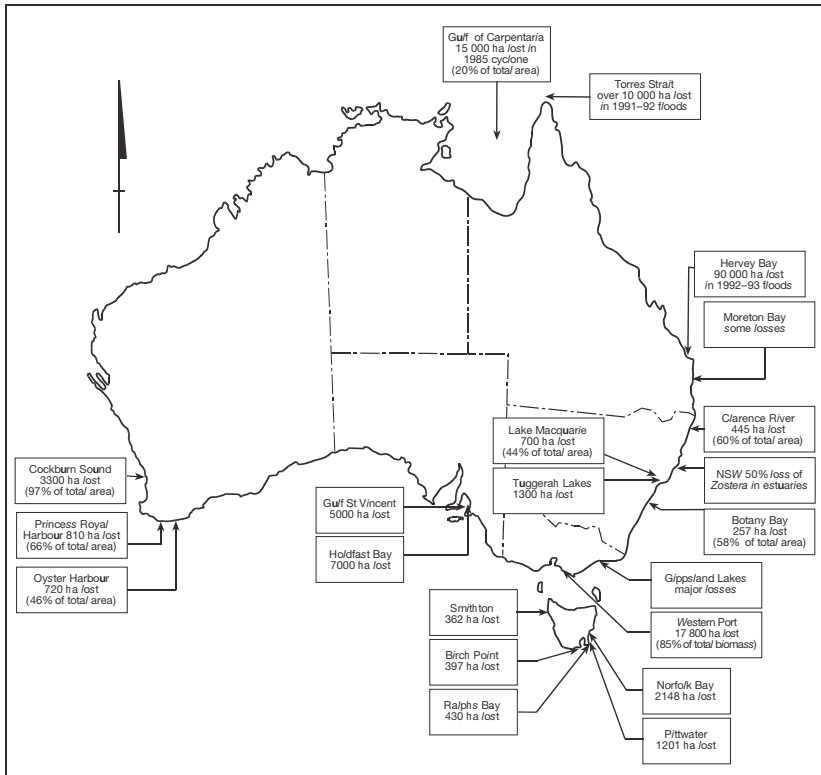 Gulf of Carpentaria
15 000 ha lost in
1985 cyclone
(20% of total area)
Torres Strait
over 10 000 ha lost
in 1991–92 floods
Hervey Bay
90 000 ha lost
in 1992–93 floods
Moreton Bay
some losses
Clarence River
445 ha lost
(60% of total area)
Lake Macquarie
700 ha lost
(44% of total area)
Tuggerah Lakes
1300 ha lost
NSW 50% loss of
Zostera in estuaries
Botany Bay
257 ha lost
(58% of total area)
Cockburn Sound
3300 ha lost
(97% of total area)
Princess Royal
Harbour 810 ha lost
(66% of total area)
Oyster Harbour
720 ha lost
(46% of total area)
Gulf St Vincent
5000 ha lost
Holdfast Bay
7000 ha lost
Gippsland Lakes
major losses
Western Port
17 800 ha lost
(85% of total biomass)
Smithton
362 ha lost
Birch Point
397 ha lost
Ralphs Bay
430 ha lost
Norfolk Bay
2148 ha lost
Pittwater
1201 ha lost